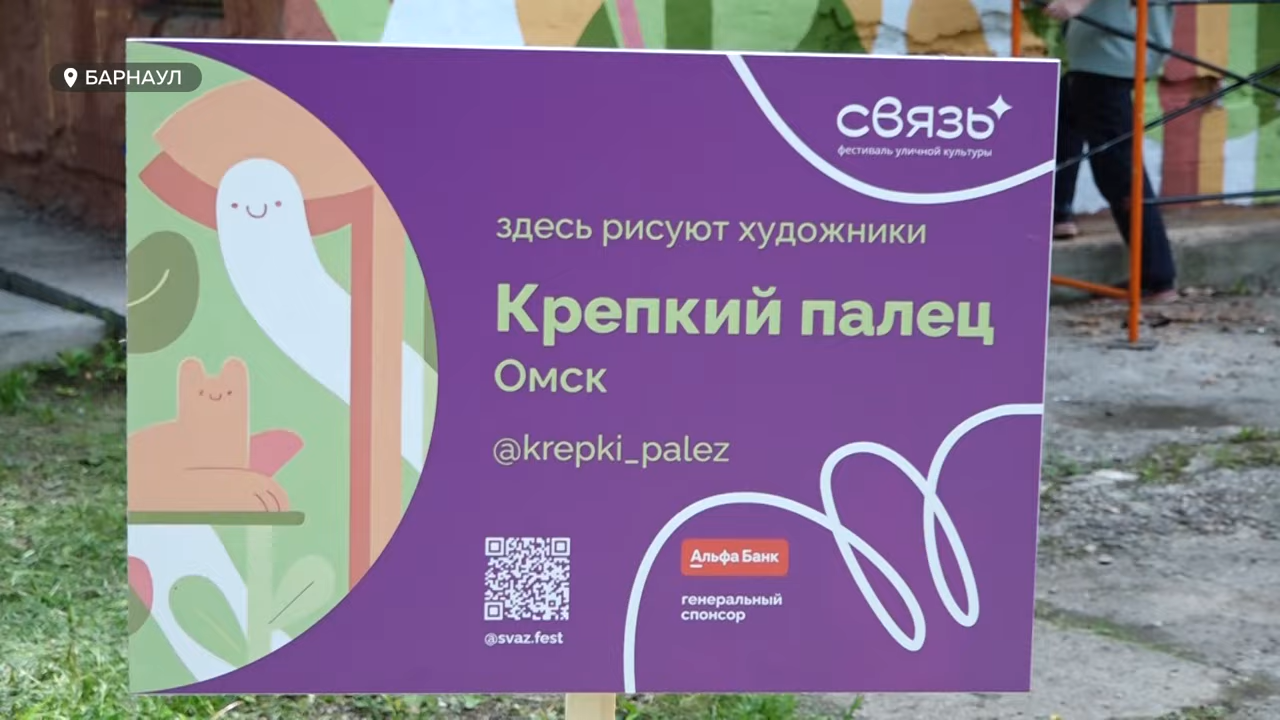 БАРНАУЛ
связь
фестиваль уличной культуры
здесь рисуют художники
Крепкий палец
Омск
@krepki_palez
Альфа Банк
генеральный
спонсор
@svaz.fest